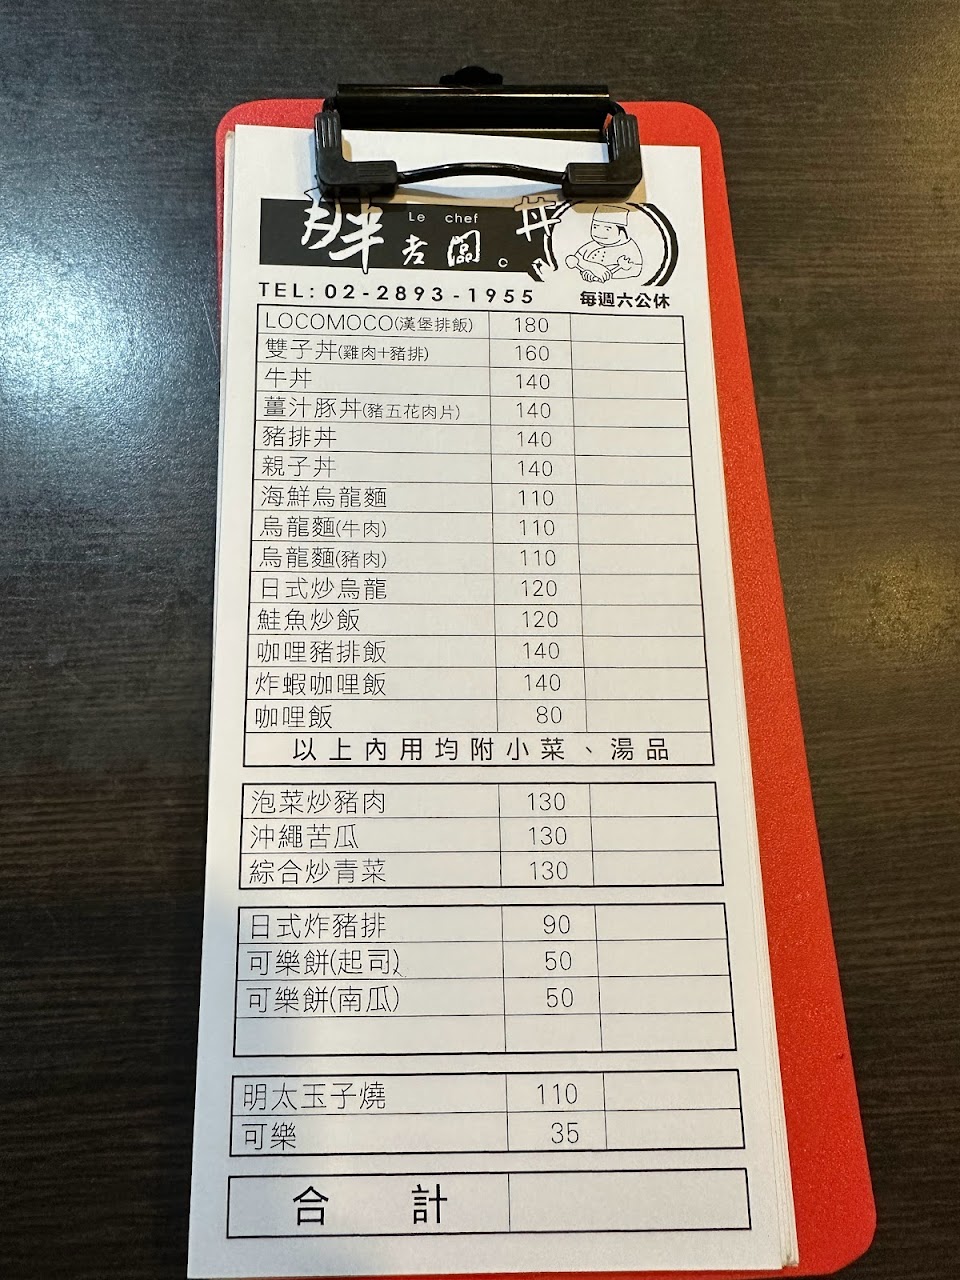 胖老闆。丼
Le chef
TEL:02-2893-1955 每週六公休
LOCOMOCO(漢堡排飯) 180
雙子丼(雞肉+豬排) 160
牛丼 140
薑汁豚丼(豬五花肉片) 140
豬排丼 140
親子丼 140
海鮮烏龍麵 110
烏龍麵(牛肉) 110
烏龍麵(豬肉) 110
日式炒烏龍 120
鮭魚炒飯 120
咖哩豬排飯 140
炸蝦咖哩飯 140
咖哩飯 80
以上內用均附小菜、湯品
泡菜炒豬肉 130
沖繩苦瓜 130
綜合炒青菜 130
日式炸豬排 90
可樂餅(起司) 50
可樂餅(南瓜) 50
明太玉子燒 110
可樂 35
合計